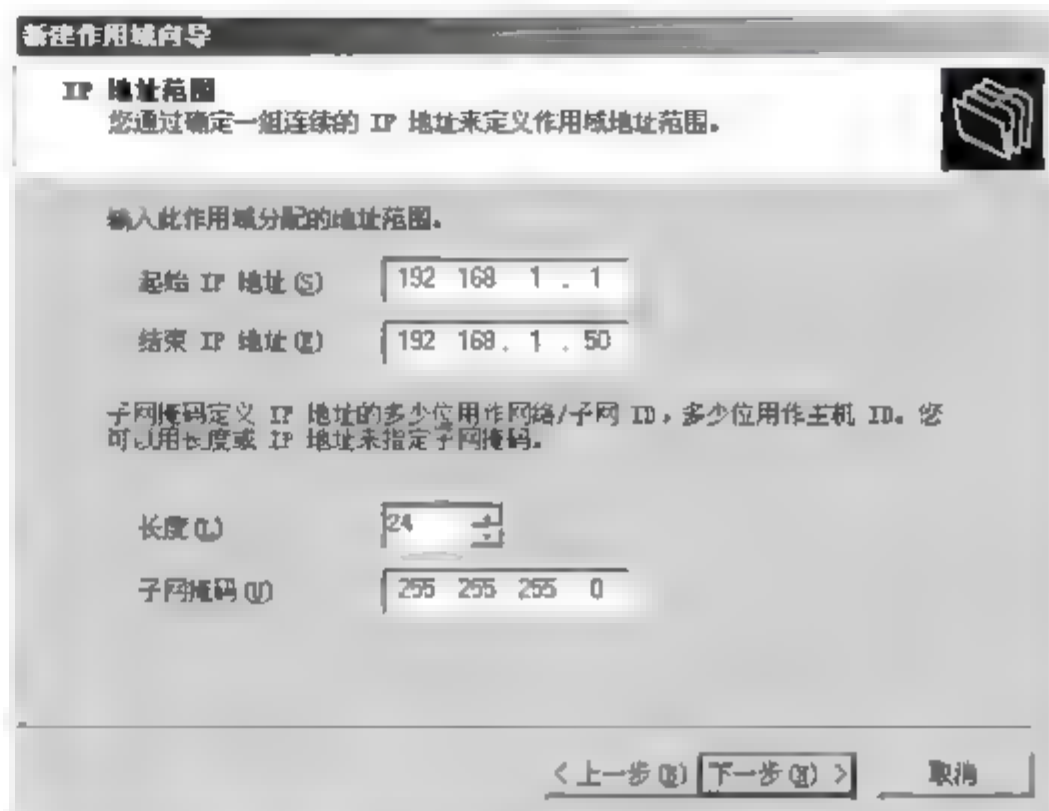 新建作用域向导
IP 地址范围
您通过确定一组连续的 IP 地址来定义作用域地址范围。
输入此作用域分配的地址范围。
起始 IP 地址(S)
192 168 1 . 1
结束 IP 地址(E)
192 168 . 1 . 50
子网掩码定义 IP 地址的多少位用作网络/子网 ID,多少位用作主机 ID。您
可以用长度或 IP 地址来指定子网掩码。
长度(L)
24
子网掩码(U)
255 255 255 0
< 上一步(B)
下一步(N) >
取消